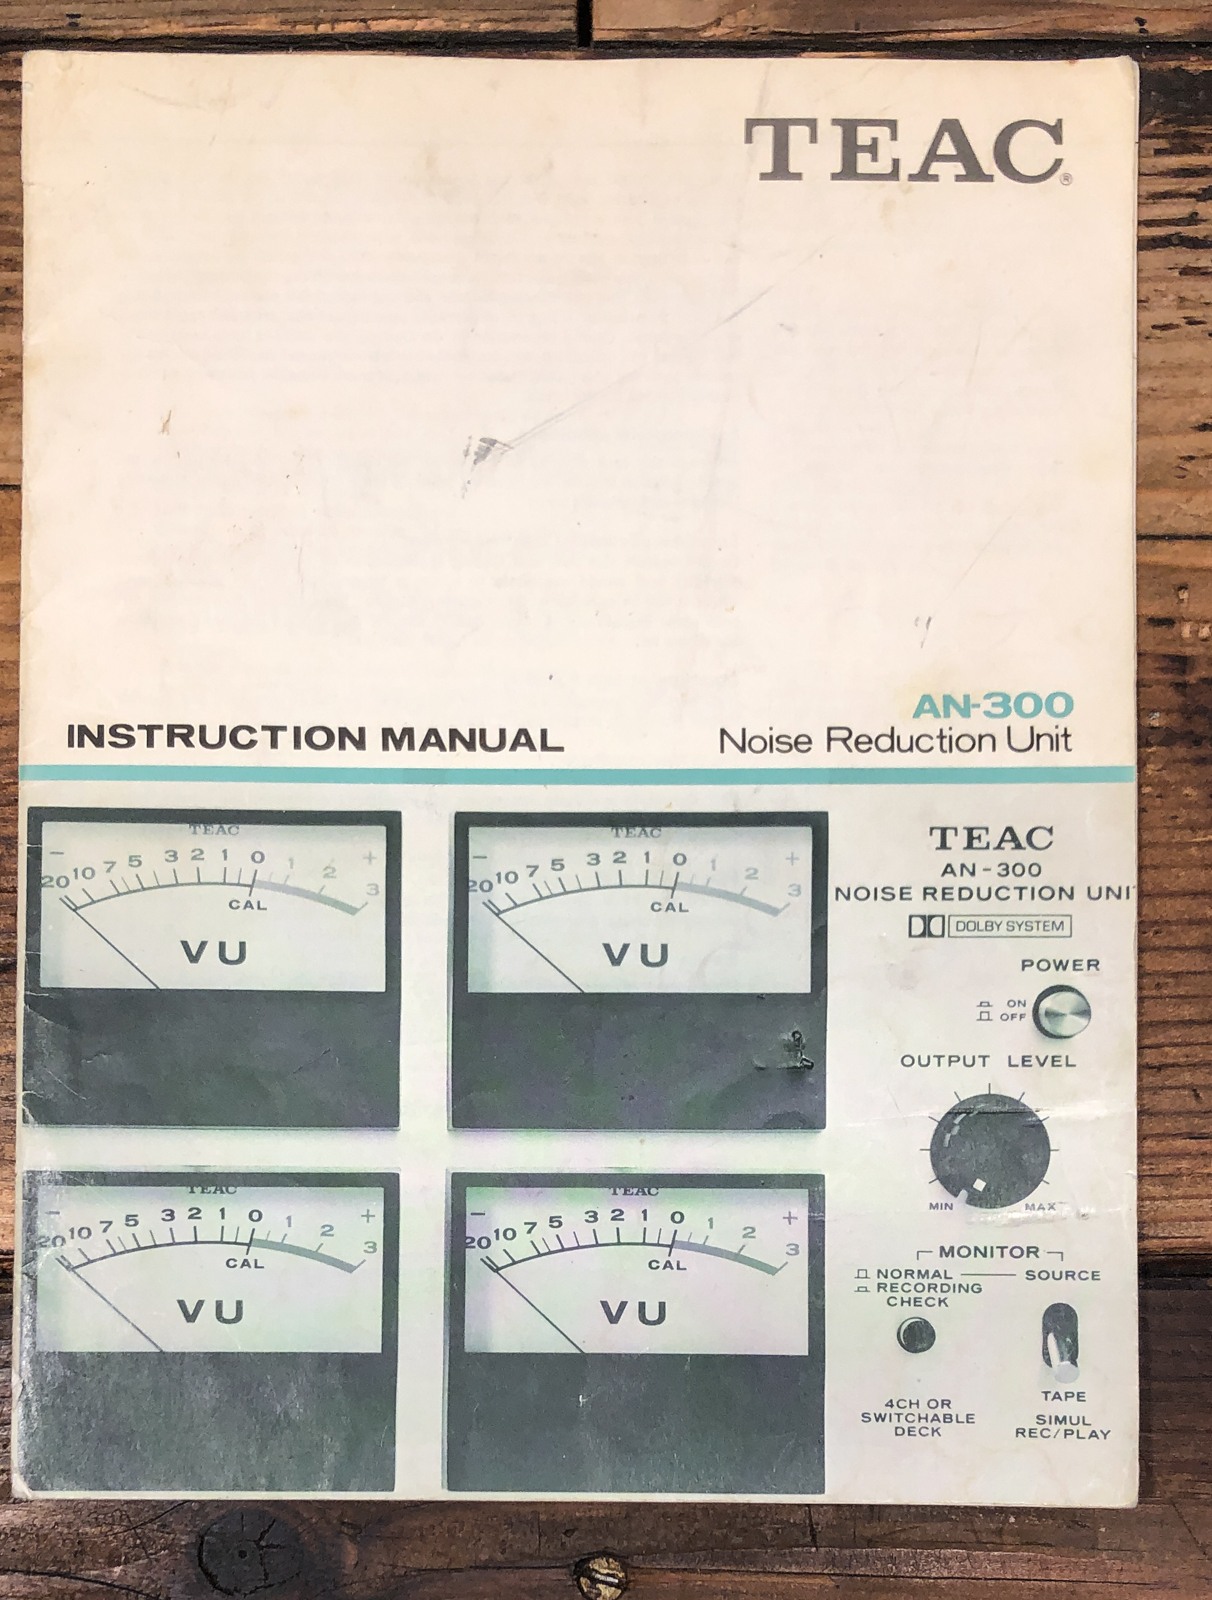 TEAC®
AN-300
INSTRUCTION MANUAL
Noise Reduction Unit
TEAC
- 20 10 7 5 3 2 1 0 1 2 3 +
CAL
VU
TEAC
- 20 10 7 5 3 2 1 0 1 2 3 +
CAL
VU
TEAC
AN-300
NOISE REDUCTION UNI
DOLBY SYSTEM
POWER
ON
OFF
OUTPUT LEVEL
MIN MAX
TEAC
- 20 10 7 5 3 2 1 0 1 2 3 +
CAL
VU
TEAC
- 20 10 7 5 3 2 1 0 1 2 3 +
CAL
VU
MONITOR
NORMAL SOURCE
RECORDING
CHECK
TAPE
4CH OR
SWITCHABLE
DECK
SIMUL
REC/PLAY